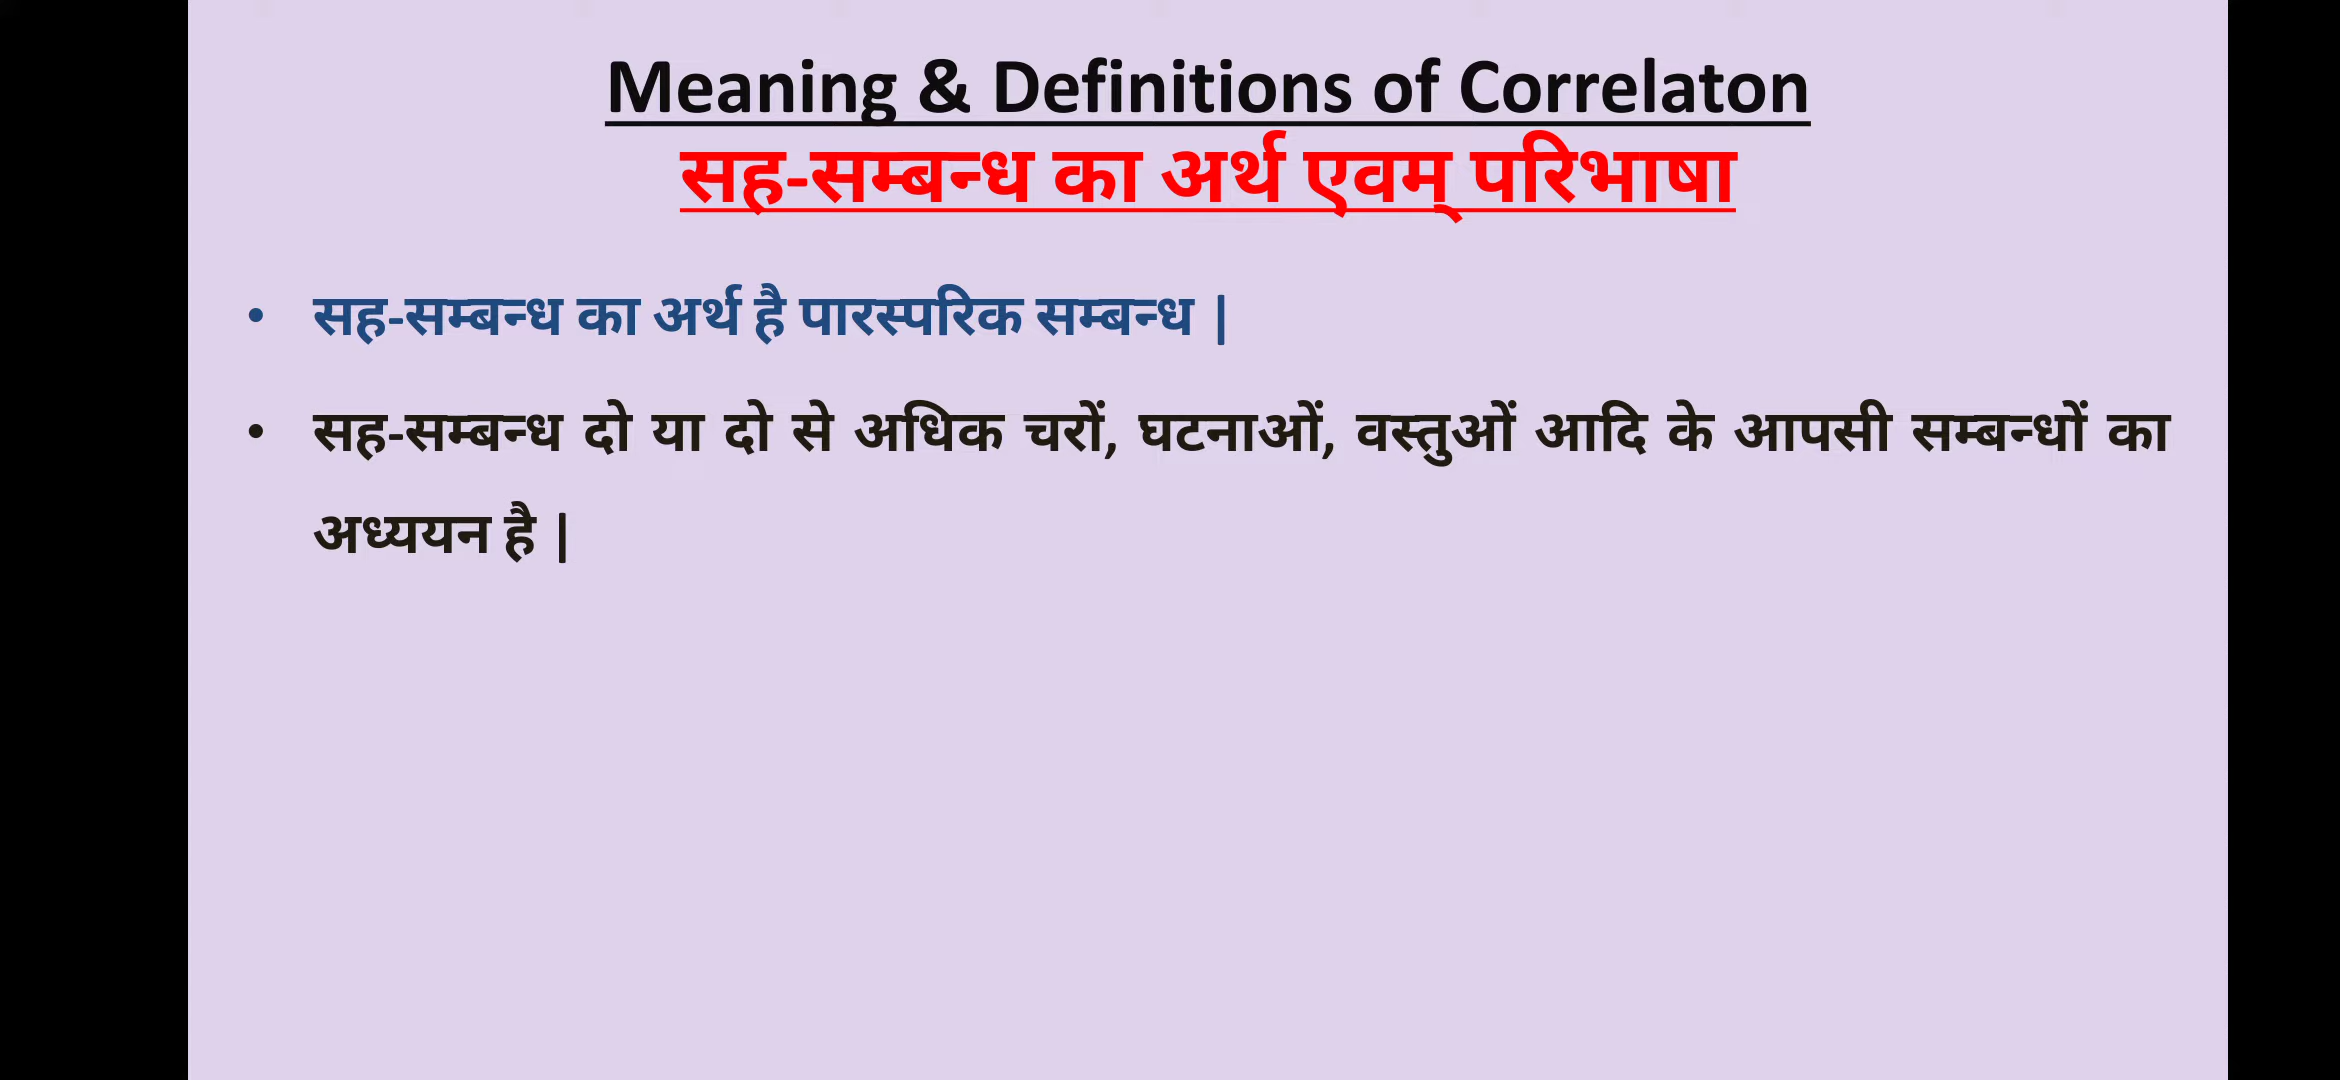 Meaning & Definitions of Correlaton
सह-सम्बन्ध का अर्थ एवम् परिभाषा
• सह-सम्बन्ध का अर्थ है पारस्परिक सम्बन्ध |
• सह-सम्बन्ध दो या दो से अधिक चरों, घटनाओं, वस्तुओं आदि के आपसी सम्बन्धों का
अध्ययन है |